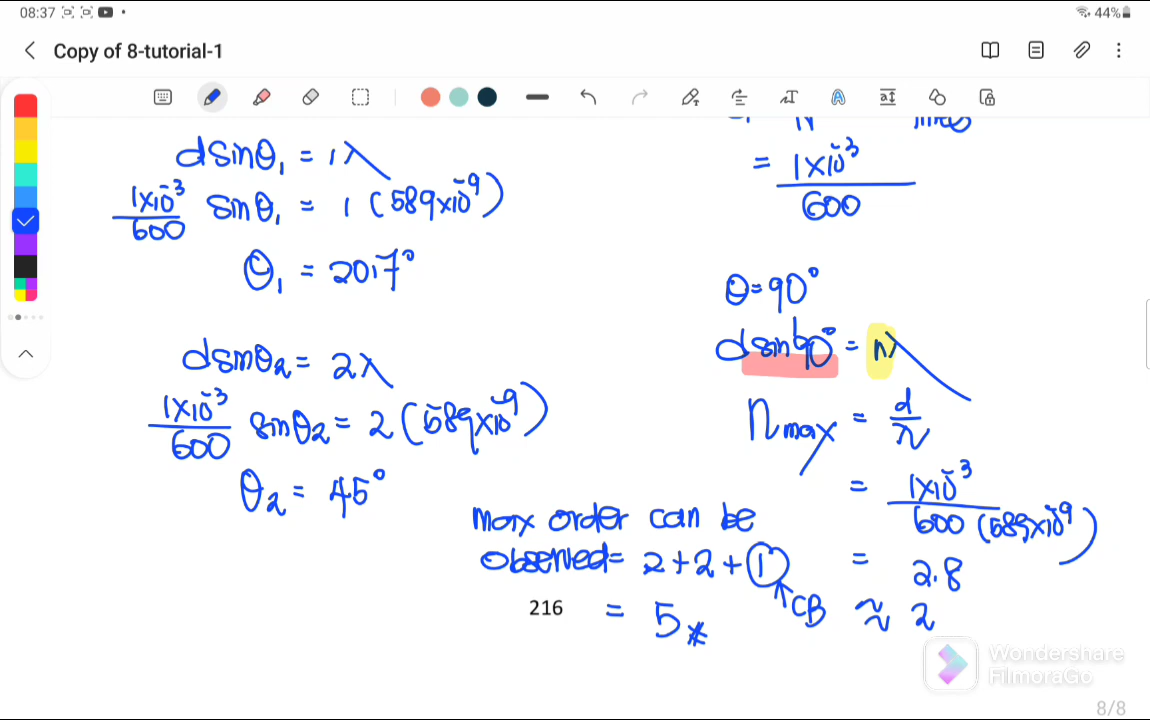 08:37
44%
Copy of 8-tutorial-1
dsinθ₁ = 1λ
1x10⁻³/600 sinθ₁ = 1 (589x10⁻⁹)
θ₁ = 20.7°
dsinθ₂ = 2λ
1x10⁻³/600 sinθ₂ = 2 (589x10⁻⁹)
θ₂ = 45°
max order can be
observed = 2+2+1
CB
= 5
216
N lines
= 1x10⁻³/600
θ=90°
dsin90° = nλ
nmax = d/λ
= 1x10⁻³/600 (589x10⁻⁹)
= 2.8
≈ 2
Wondershare
FilmoraGo
8/8